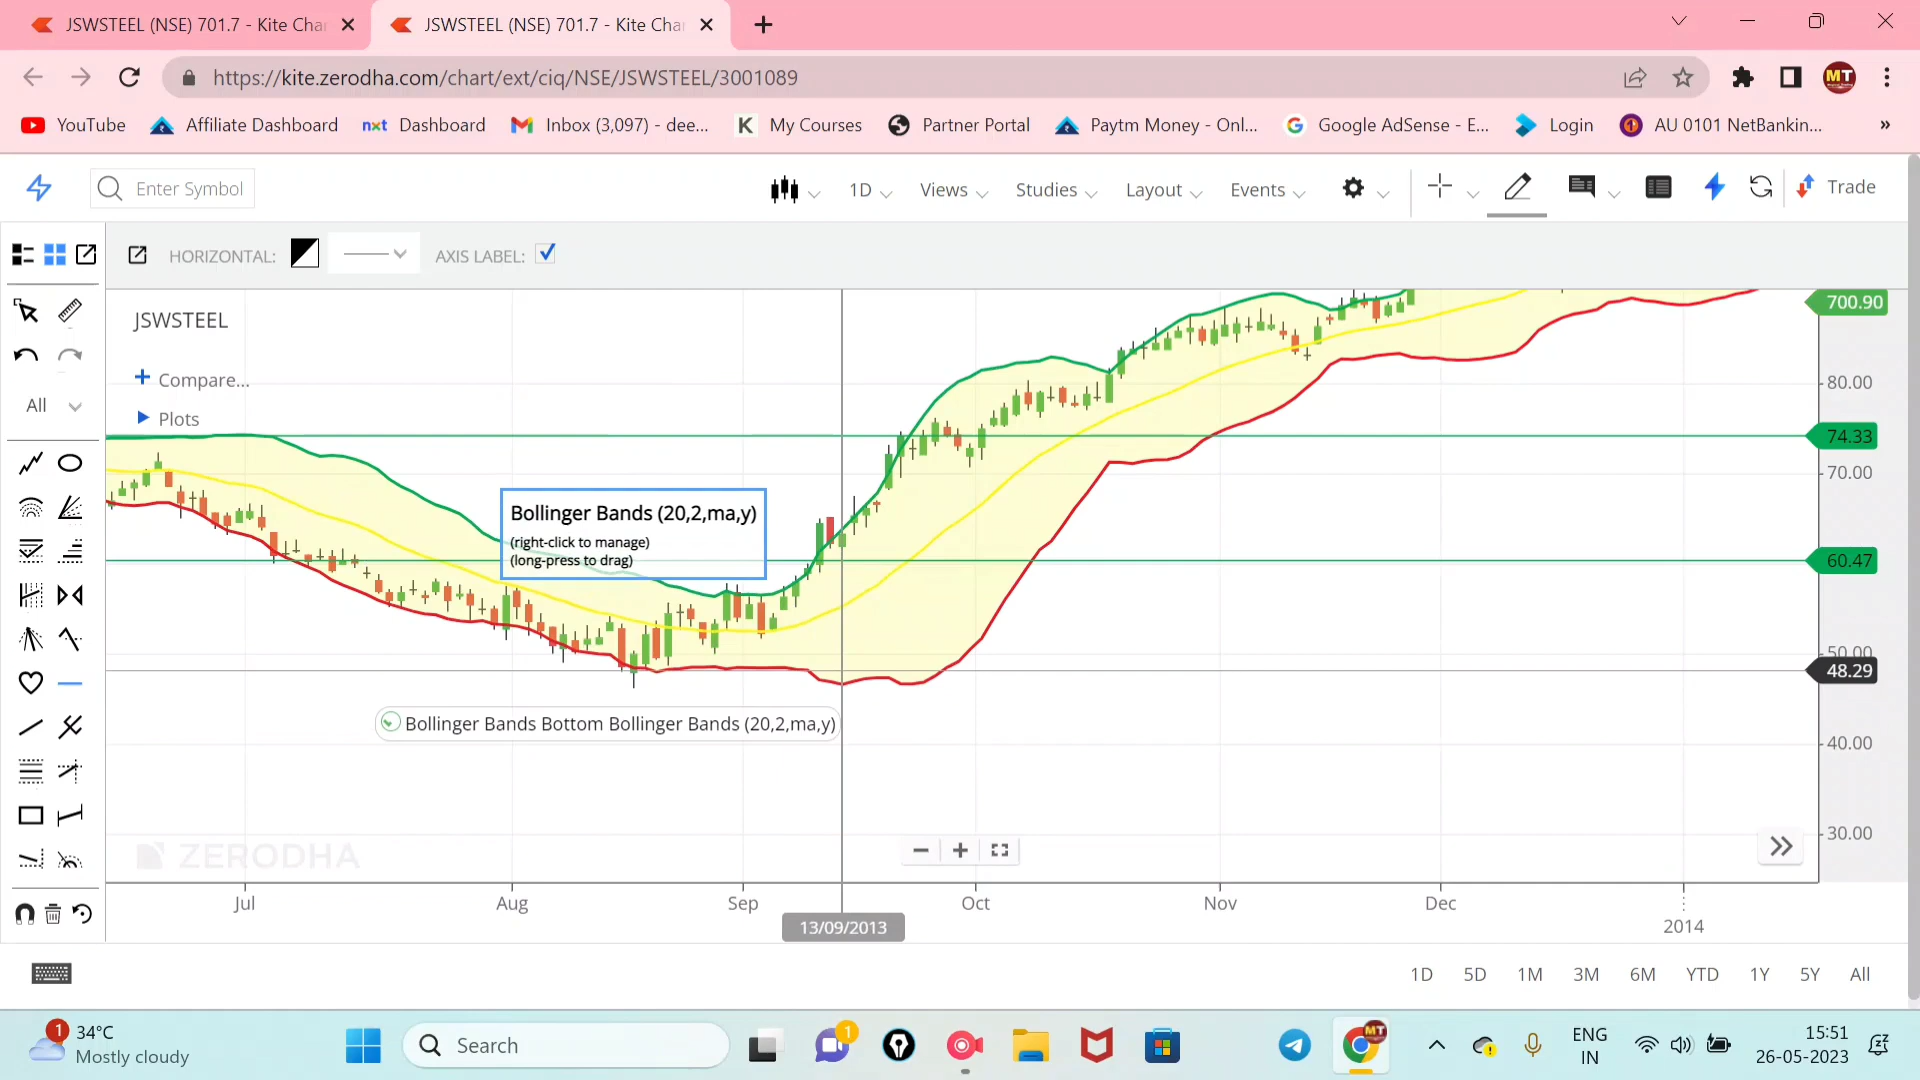 JSWSTEEL (NSE) 701.7 - Kite Char
JSWSTEEL (NSE) 701.7 - Kite Char
https://kite.zerodha.com/chart/ext/ciq/NSE/JSWSTEEL/3001089
YouTube
Affiliate Dashboard
nxt Dashboard
Inbox (3,097) - dee...
K My Courses
Partner Portal
Paytm Money - Onl...
Google AdSense - E...
Login
AU 0101 NetBankin...
MT
Enter Symbol
1D
Views
Studies
Layout
Events
Trade
HORIZONTAL:
AXIS LABEL:
JSWSTEEL
Compare...
Plots
All
Bollinger Bands (20,2,ma,y)
(right-click to manage)
(long-press to drag)
Bollinger Bands Bottom Bollinger Bands (20,2,ma,y)
700.90
80.00
74.33
70.00
60.47
50.00
48.29
40.00
30.00
ZERODHA
Jul
Aug
Sep
Oct
Nov
Dec
2014
13/09/2013
1D
5D
1M
3M
6M
YTD
1Y
5Y
All
1
34°C
Mostly cloudy
Search
1
MT
ENG
IN
15:51
26-05-2023